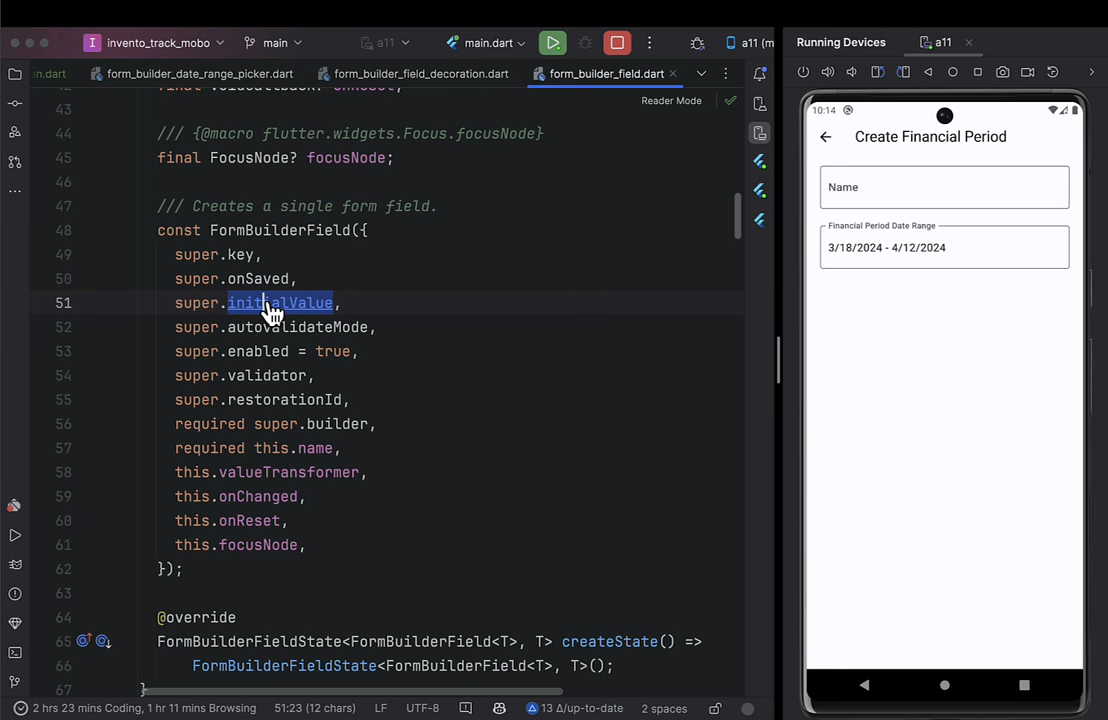 I invento_track_mobo main a11 main.dart a11 (m Running Devices a11
en.dart form_builder_date_range_picker.dart form_builder_field_decoration.dart form_builder_field.dart
Reader Mode
43
44 /// {@macro flutter.widgets.Focus.focusNode}
45 final FocusNode? focusNode;
46
47 /// Creates a single form field.
48 const FormBuilderField({
49 super.key,
50 super.onSaved,
51 super.initialValue,
52 super.autovalidateMode,
53 super.enabled = true,
54 super.validator,
55 super.restorationId,
56 required super.builder,
57 required this.name,
58 this.valueTransformer,
59 this.onChanged,
60 this.onReset,
61 this.focusNode,
62 });
63
64 @override
65 FormBuilderFieldState<FormBuilderField<T>, T> createState() =>
66 FormBuilderFieldState<FormBuilderField<T>, T>();
67 }
2 hrs 23 mins Coding, 1 hr 11 mins Browsing 51:23 (12 chars) LF UTF-8 13 Δ/up-to-date 2 spaces
10:14
Create Financial Period
Name
Financial Period Date Range
3/18/2024 - 4/12/2024